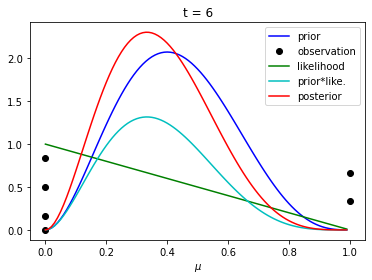 t = 6
prior
observation
likelihood
prior*like.
posterior
2.0
1.5
1.0
0.5
0.0
0.0 0.2 0.4 0.6 0.8 1.0
μ